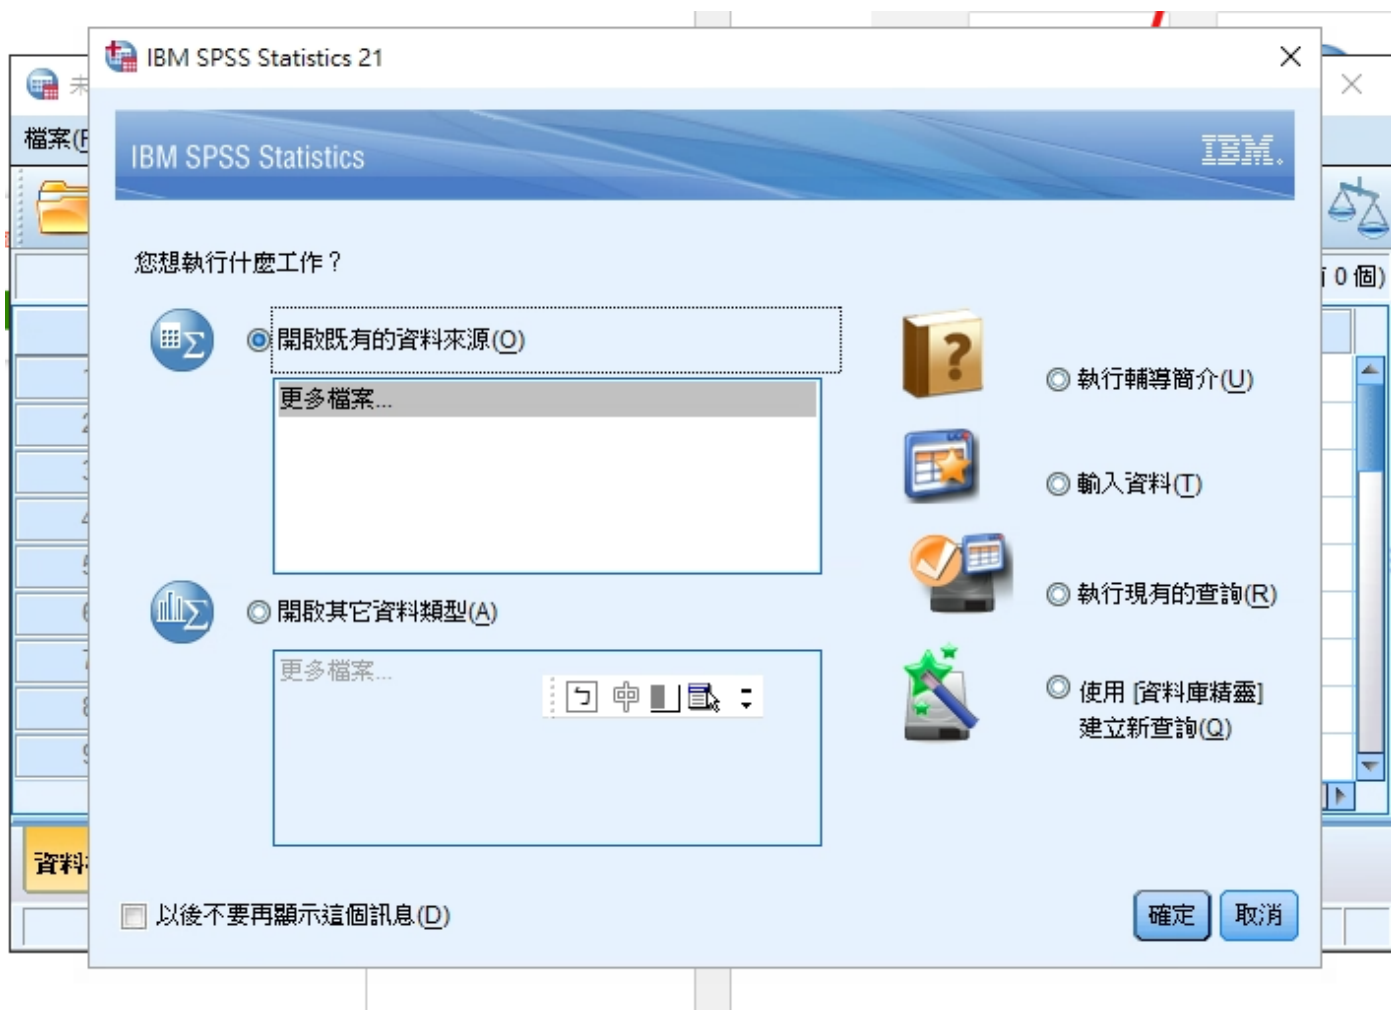 IBM SPSS Statistics 21
未
檔案(F
IBM SPSS Statistics
IBM.
您想執行什麼工作？
0 個)
開啟既有的資料來源(O)
更多檔案...
執行輔導簡介(U)
輸入資料(T)
執行現有的查詢(R)
開啟其它資料類型(A)
更多檔案...
ㄅ 中
使用 [資料庫精靈]
建立新查詢(Q)
資料
以後不要再顯示這個訊息(D)
確定 取消